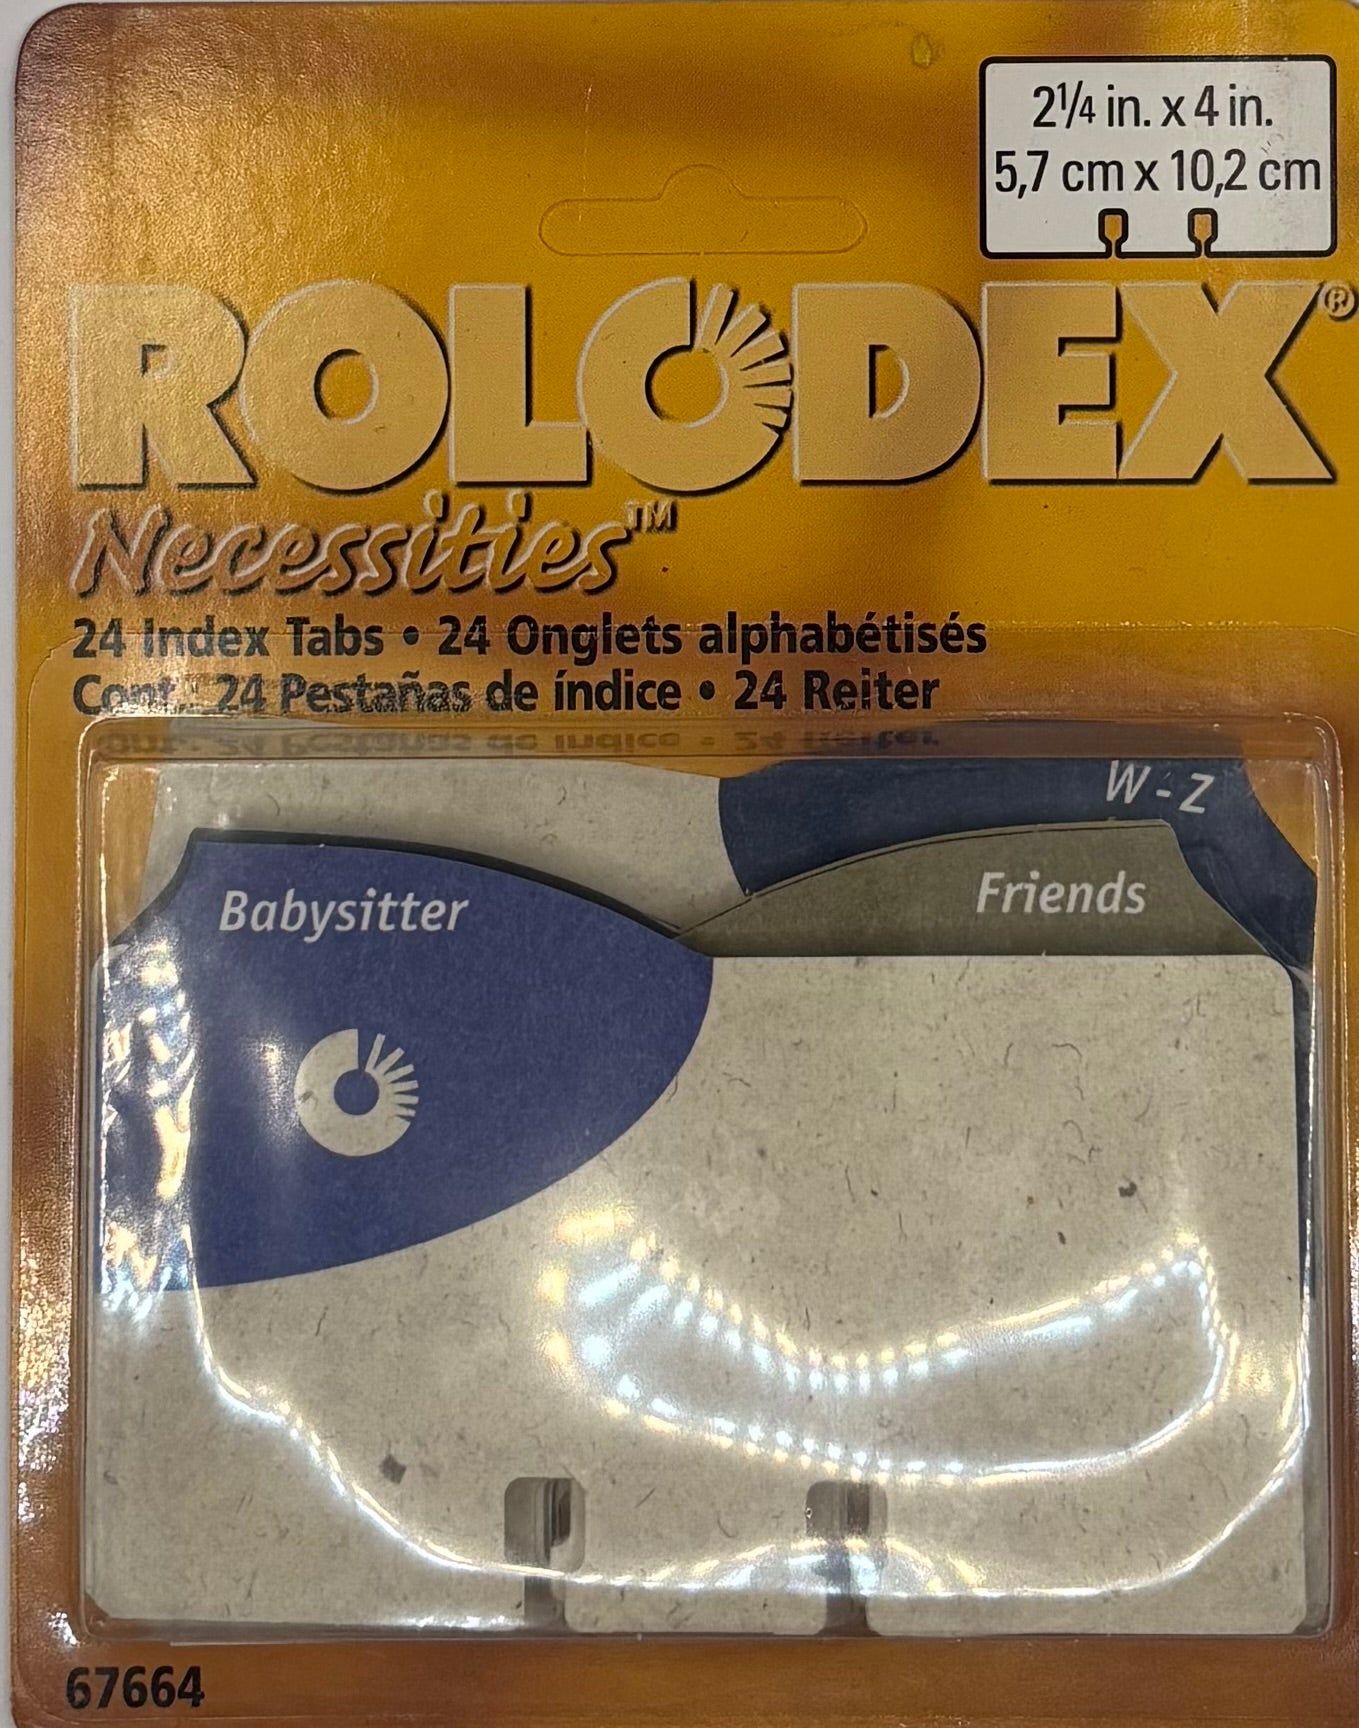 2¼ in. x 4 in.
5,7 cm x 10,2 cm
ROLODEX®
Necessities™
24 Index Tabs • 24 Onglets alphabétisés
Cont.: 24 Pestañas de índice • 24 Reiter
W - Z
Friends
Babysitter
67664